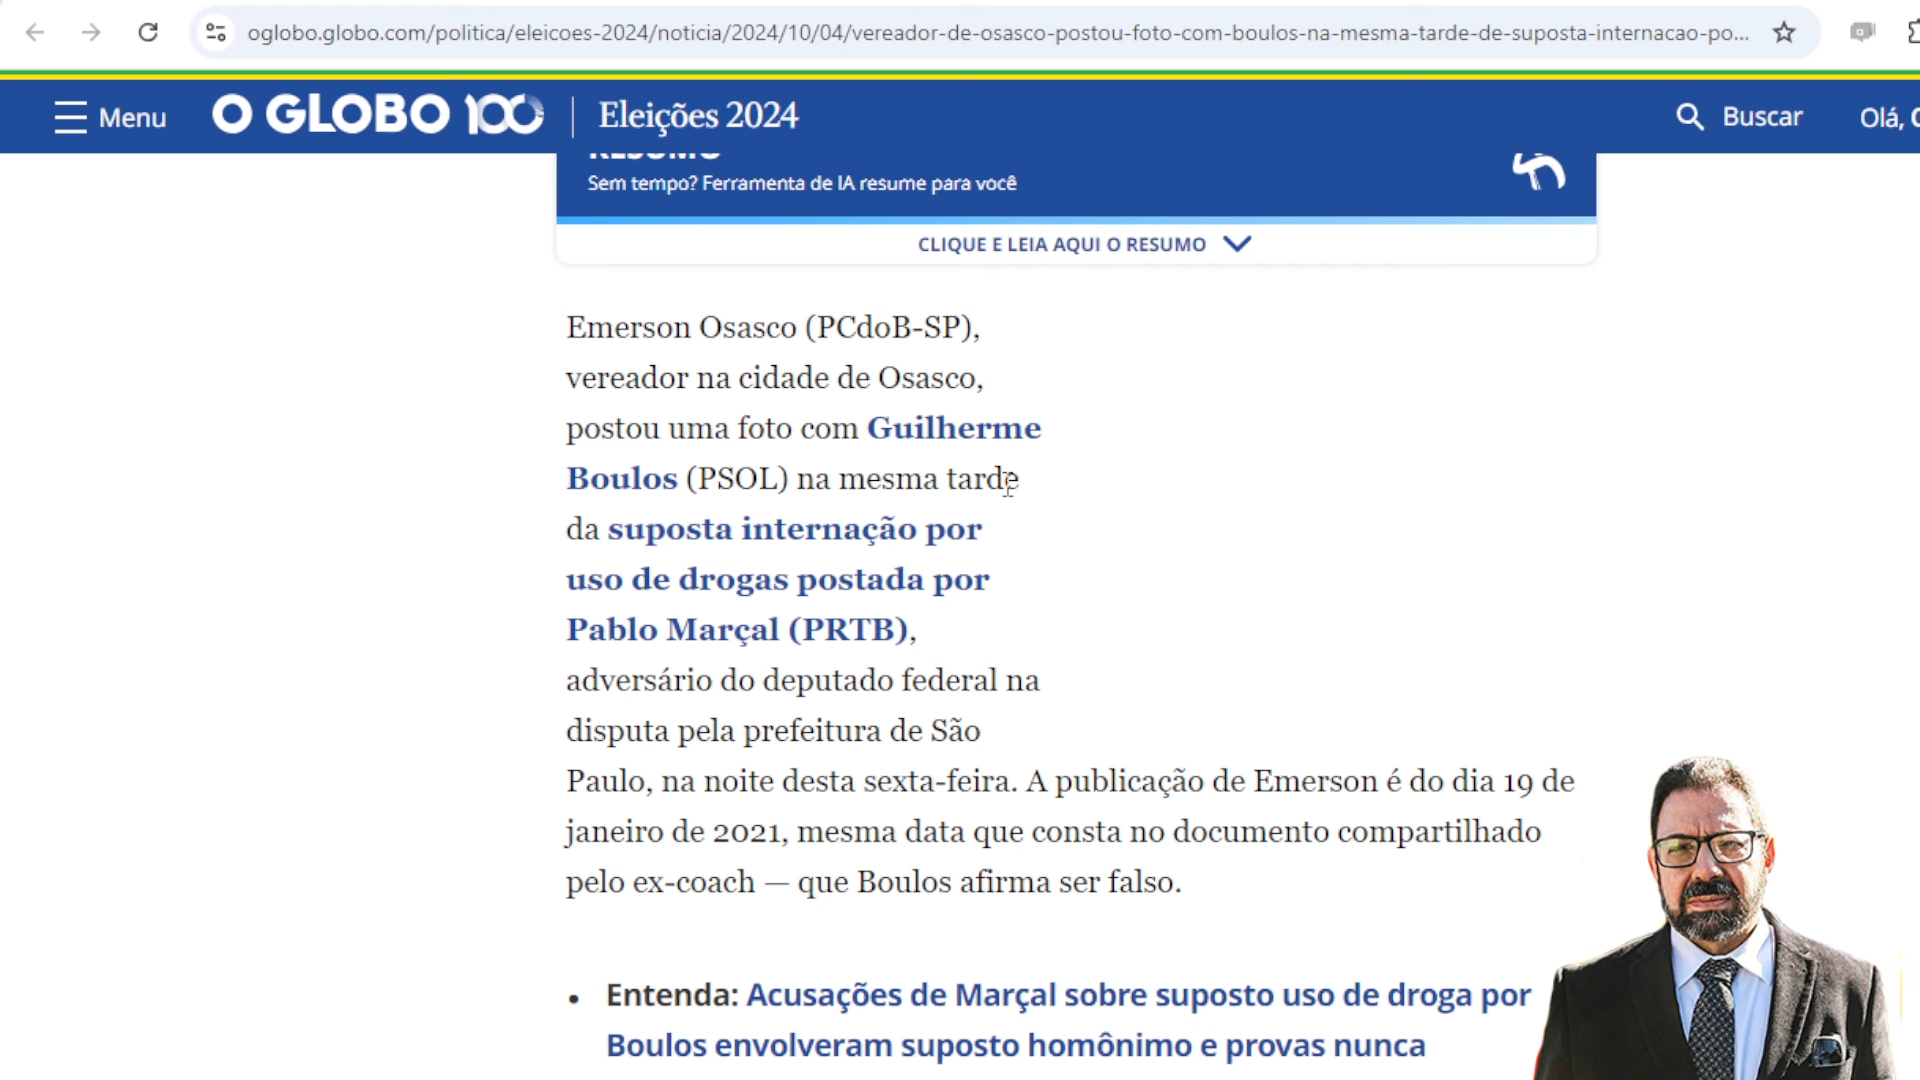 oglobo.globo.com/politica/eleicoes-2024/noticia/2024/10/04/vereador-de-osasco-postou-foto-com-boulos-na-mesma-tarde-de-suposta-internacao-po...
Menu O GLOBO 100 Eleições 2024 Buscar Olá,
RESUMO
Sem tempo? Ferramenta de IA resume para você
CLIQUE E LEIA AQUI O RESUMO
Emerson Osasco (PCdoB-SP),
vereador na cidade de Osasco,
postou uma foto com Guilherme
Boulos (PSOL) na mesma tarde
da suposta internação por
uso de drogas postada por
Pablo Marçal (PRTB),
adversário do deputado federal na
disputa pela prefeitura de São
Paulo, na noite desta sexta-feira. A publicação de Emerson é do dia 19 de
janeiro de 2021, mesma data que consta no documento compartilhado
pelo ex-coach — que Boulos afirma ser falso.
• Entenda: Acusações de Marçal sobre suposto uso de droga por
Boulos envolveram suposto homônimo e provas nunca